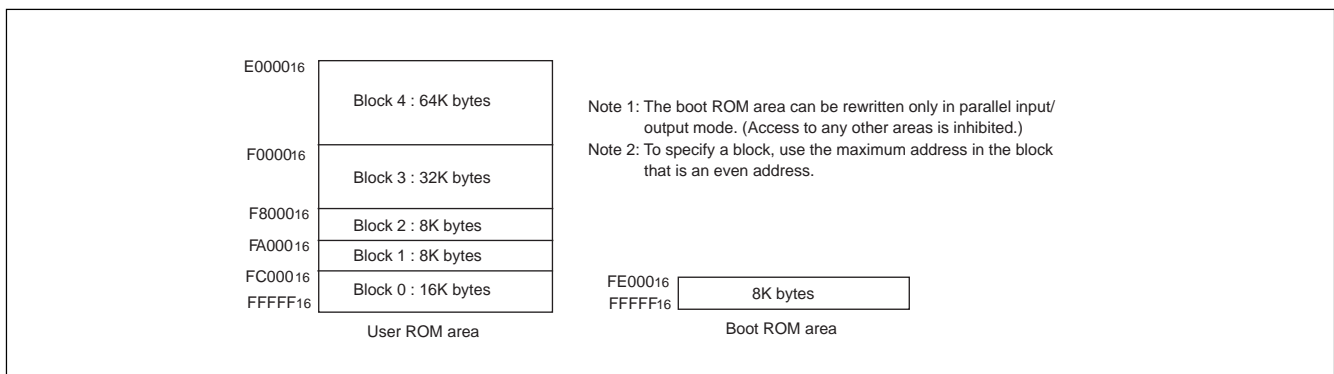 E000016
Block 4 : 64K bytes
F000016
Block 3 : 32K bytes
F800016
Block 2 : 8K bytes
FA00016
Block 1 : 8K bytes
FC00016
Block 0 : 16K bytes
FFFFF16
User ROM area
Note 1: The boot ROM area can be rewritten only in parallel input/
output mode. (Access to any other areas is inhibited.)
Note 2: To specify a block, use the maximum address in the block
that is an even address.
FE00016
8K bytes
FFFFF16
Boot ROM area